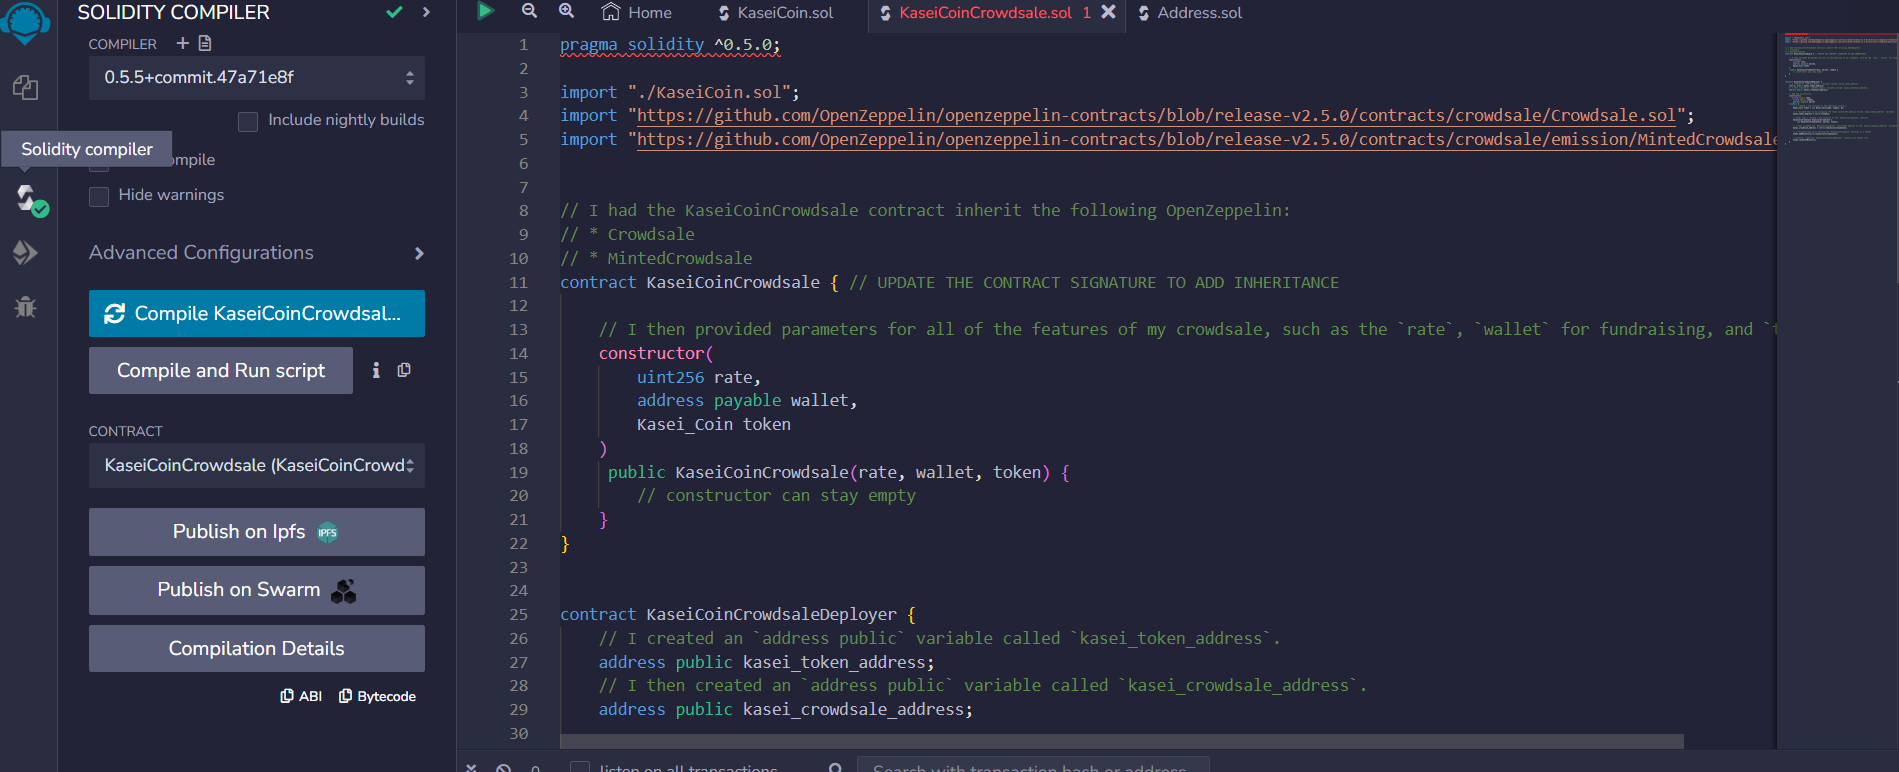 SOLIDITY COMPILER
COMPILER
0.5.5+commit.47a71e8f
Include nightly builds
Solidity compiler
ompile
Hide warnings
Advanced Configurations
Compile KaseiCoinCrowdsal...
Compile and Run script
CONTRACT
KaseiCoinCrowdsale (KaseiCoinCrowd
Publish on Ipfs
IPFS
Publish on Swarm
Compilation Details
ABI Bytecode
Home KaseiCoin.sol KaseiCoinCrowdsale.sol 1 Address.sol
1 pragma solidity ^0.5.0;
2
3 import "./KaseiCoin.sol";
4 import "https://github.com/OpenZeppelin/openzeppelin-contracts/blob/release-v2.5.0/contracts/crowdsale/Crowdsale.sol";
5 import "https://github.com/OpenZeppelin/openzeppelin-contracts/blob/release-v2.5.0/contracts/crowdsale/emission/MintedCrowdsale
6
7
8 // I had the KaseiCoinCrowdsale contract inherit the following OpenZeppelin:
9 // * Crowdsale
10 // * MintedCrowdsale
11 contract KaseiCoinCrowdsale { // UPDATE THE CONTRACT SIGNATURE TO ADD INHERITANCE
12
13 // I then provided parameters for all of the features of my crowdsale, such as the `rate`, `wallet` for fundraising, and `t
14 constructor(
15 uint256 rate,
16 address payable wallet,
17 Kasei_Coin token
18 )
19 public KaseiCoinCrowdsale(rate, wallet, token) {
20 // constructor can stay empty
21 }
22 }
23
24
25 contract KaseiCoinCrowdsaleDeployer {
26 // I created an `address public` variable called `kasei_token_address`.
27 address public kasei_token_address;
28 // I then created an `address public` variable called `kasei_crowdsale_address`.
29 address public kasei_crowdsale_address;
30
0 listen on all transactions Search with transaction hash or address